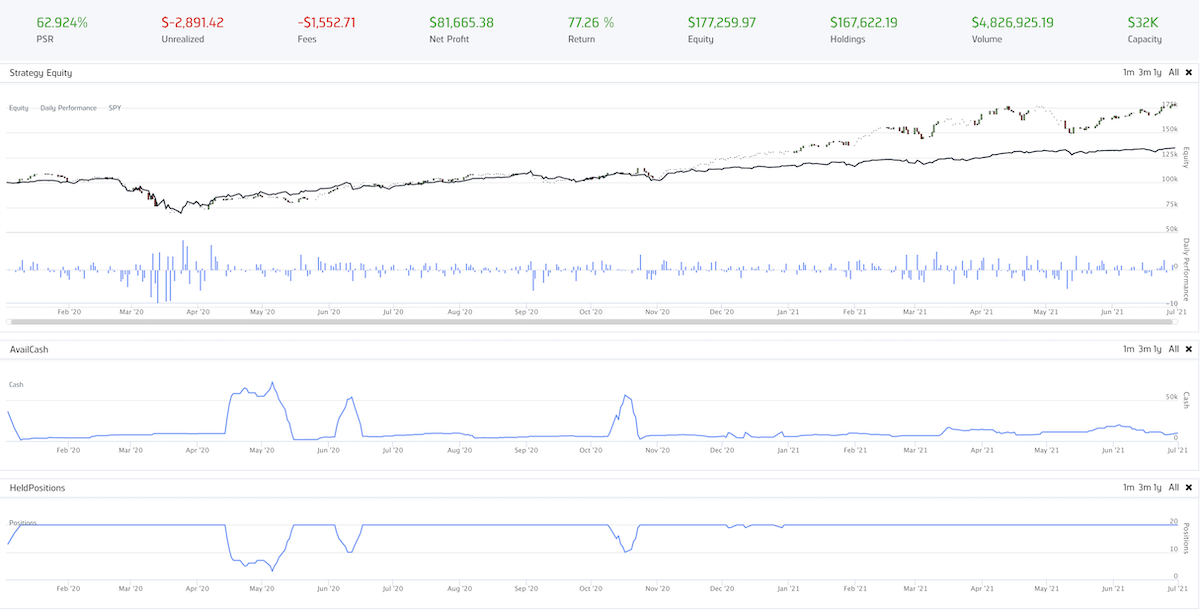 62.924% $-2,891.42 -$1,552.71 $81,665.38 77.26 % $177,259.97 $167,622.19 $4,826,925.19 $32K
PSR Unrealized Fees Net Profit Return Equity Holdings Volume Capacity
Strategy Equity 1m 3m 1y All ✖
Equity Daily Performance SPY
175k
150k
125k
100k
75k
50k
Equity
0
-10
Daily Performance
Feb '20 Mar '20 Apr '20 May '20 Jun '20 Jul '20 Aug '20 Sep '20 Oct '20 Nov '20 Dec '20 Jan '21 Feb '21 Mar '21 Apr '21 May '21 Jun '21 Jul '21
AvailCash 1m 3m 1y All ✖
Cash
50k
0
Cash
Feb '20 Mar '20 Apr '20 May '20 Jun '20 Jul '20 Aug '20 Sep '20 Oct '20 Nov '20 Dec '20 Jan '21 Feb '21 Mar '21 Apr '21 May '21 Jun '21 Jul '21
HeldPositions 1m 3m 1y All ✖
Positions
20
10
0
Positions
Feb '20 Mar '20 Apr '20 May '20 Jun '20 Jul '20 Aug '20 Sep '20 Oct '20 Nov '20 Dec '20 Jan '21 Feb '21 Mar '21 Apr '21 May '21 Jun '21 Jul '21